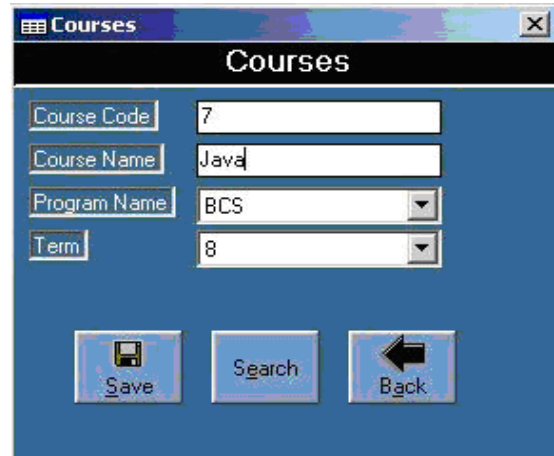 Courses
Courses
Course Code 7
Course Name Java
Program Name BCS
Term 8
Save Search Back